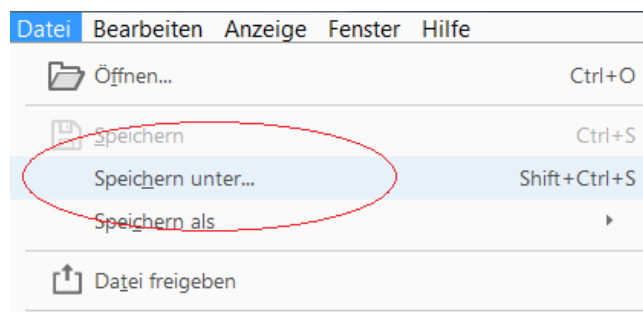 Datei Bearbeiten Anzeige Fenster Hilfe
Öffnen... Ctrl+O
Speichern Ctrl+S
Speichern unter... Shift+Ctrl+S
Speichern als
Datei freigeben